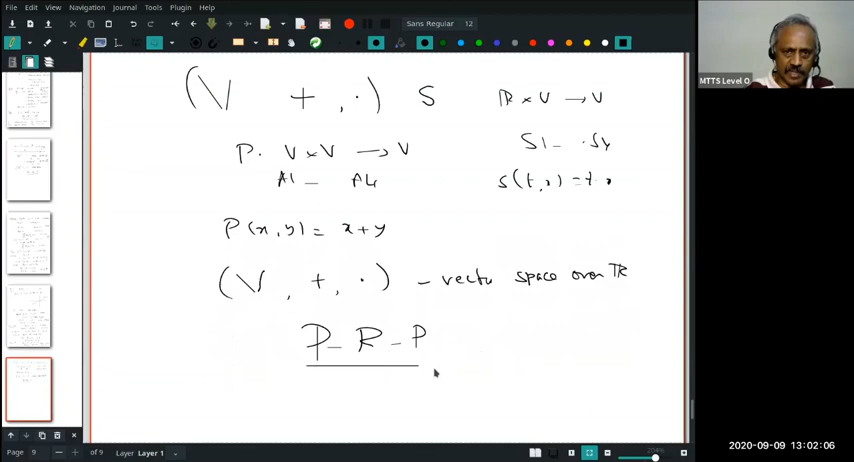 File Edit View Journal Tools Plugin Help
Sans Regular 12
(V +, ·) S
ℝ × V → V
P. V × V → V
S1 – · S4
A1 – A4
S(t, x) = t · x
P(x, y) = x + y
(V, +, ·) – vector space over ℝ
P – R – P
MTTS Level O
2020-09-09 13:02:06
Page 9 of 9 Layer Layer 1
204%